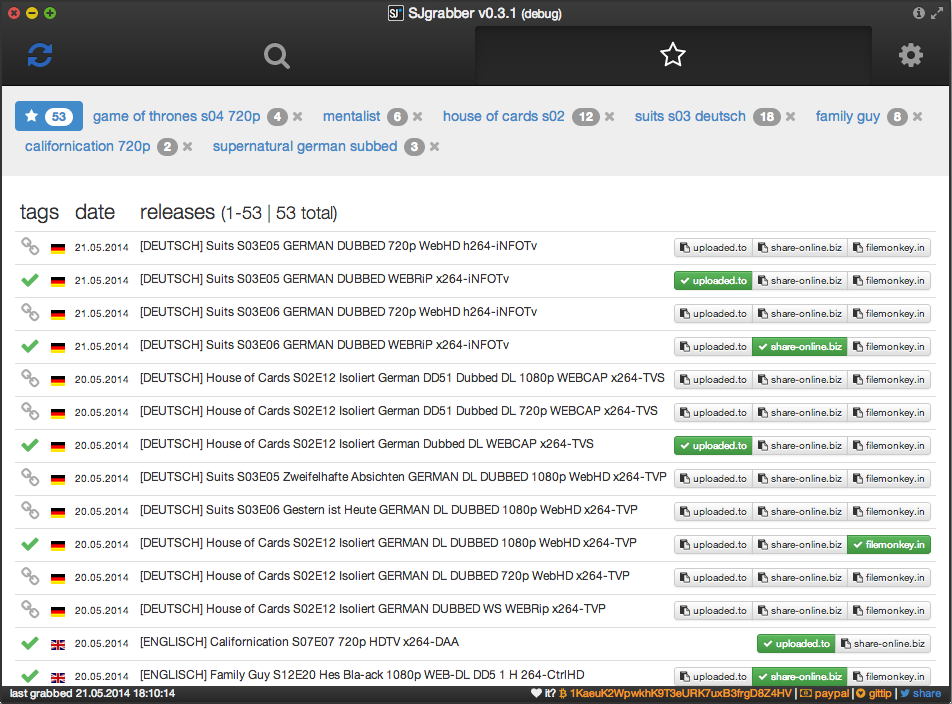 SJ SJgrabber v0.3.1 (debug)
53 game of thrones s04 720p 4 mentalist 6 house of cards s02 12 suits s03 deutsch 18 family guy 8
californication 720p 2 supernatural german subbed 3
tags date releases (1-53 | 53 total)
21.05.2014 [DEUTSCH] Suits S03E05 GERMAN DUBBED 720p WebHD h264-iNFOTv uploaded.to share-online.biz filemonkey.in
21.05.2014 [DEUTSCH] Suits S03E05 GERMAN DUBBED WEBRiP x264-iNFOTv uploaded.to share-online.biz filemonkey.in
21.05.2014 [DEUTSCH] Suits S03E06 GERMAN DUBBED 720p WebHD h264-iNFOTv uploaded.to share-online.biz filemonkey.in
21.05.2014 [DEUTSCH] Suits S03E06 GERMAN DUBBED WEBRiP x264-iNFOTv uploaded.to share-online.biz filemonkey.in
20.05.2014 [DEUTSCH] House of Cards S02E12 Isoliert German DD51 Dubbed DL 1080p WEBCAP x264-TVS uploaded.to share-online.biz filemonkey.in
20.05.2014 [DEUTSCH] House of Cards S02E12 Isoliert German DD51 Dubbed DL 720p WEBCAP x264-TVS uploaded.to share-online.biz filemonkey.in
20.05.2014 [DEUTSCH] House of Cards S02E12 Isoliert German Dubbed DL WEBCAP x264-TVS uploaded.to share-online.biz filemonkey.in
20.05.2014 [DEUTSCH] Suits S03E05 Zweifelhafte Absichten GERMAN DL DUBBED 1080p WebHD x264-TVP uploaded.to share-online.biz filemonkey.in
20.05.2014 [DEUTSCH] Suits S03E06 Gestern ist Heute GERMAN DL DUBBED 1080p WebHD x264-TVP uploaded.to share-online.biz filemonkey.in
20.05.2014 [DEUTSCH] House of Cards S02E12 Isoliert GERMAN DL DUBBED 1080p WebHD x264-TVP uploaded.to share-online.biz filemonkey.in
20.05.2014 [DEUTSCH] House of Cards S02E12 Isoliert GERMAN DL DUBBED 720p WebHD x264-TVP uploaded.to share-online.biz filemonkey.in
20.05.2014 [DEUTSCH] House of Cards S02E12 Isoliert GERMAN DUBBED WS WEBRip x264-TVP uploaded.to share-online.biz filemonkey.in
20.05.2014 [ENGLISCH] Californication S07E07 720p HDTV x264-DAA uploaded.to share-online.biz
20.05.2014 [ENGLISCH] Family Guy S12E20 Hes Bla-ack 1080p WEB-DL DD5 1 H 264-CtrlHD uploaded.to share-online.biz filemonkey.in
last grabbed 21.05.2014 18:10:14 it? 1KaeuK2WpwkhK9T3eURK7uxB3frgD8Z4HV | paypal | gittip | share